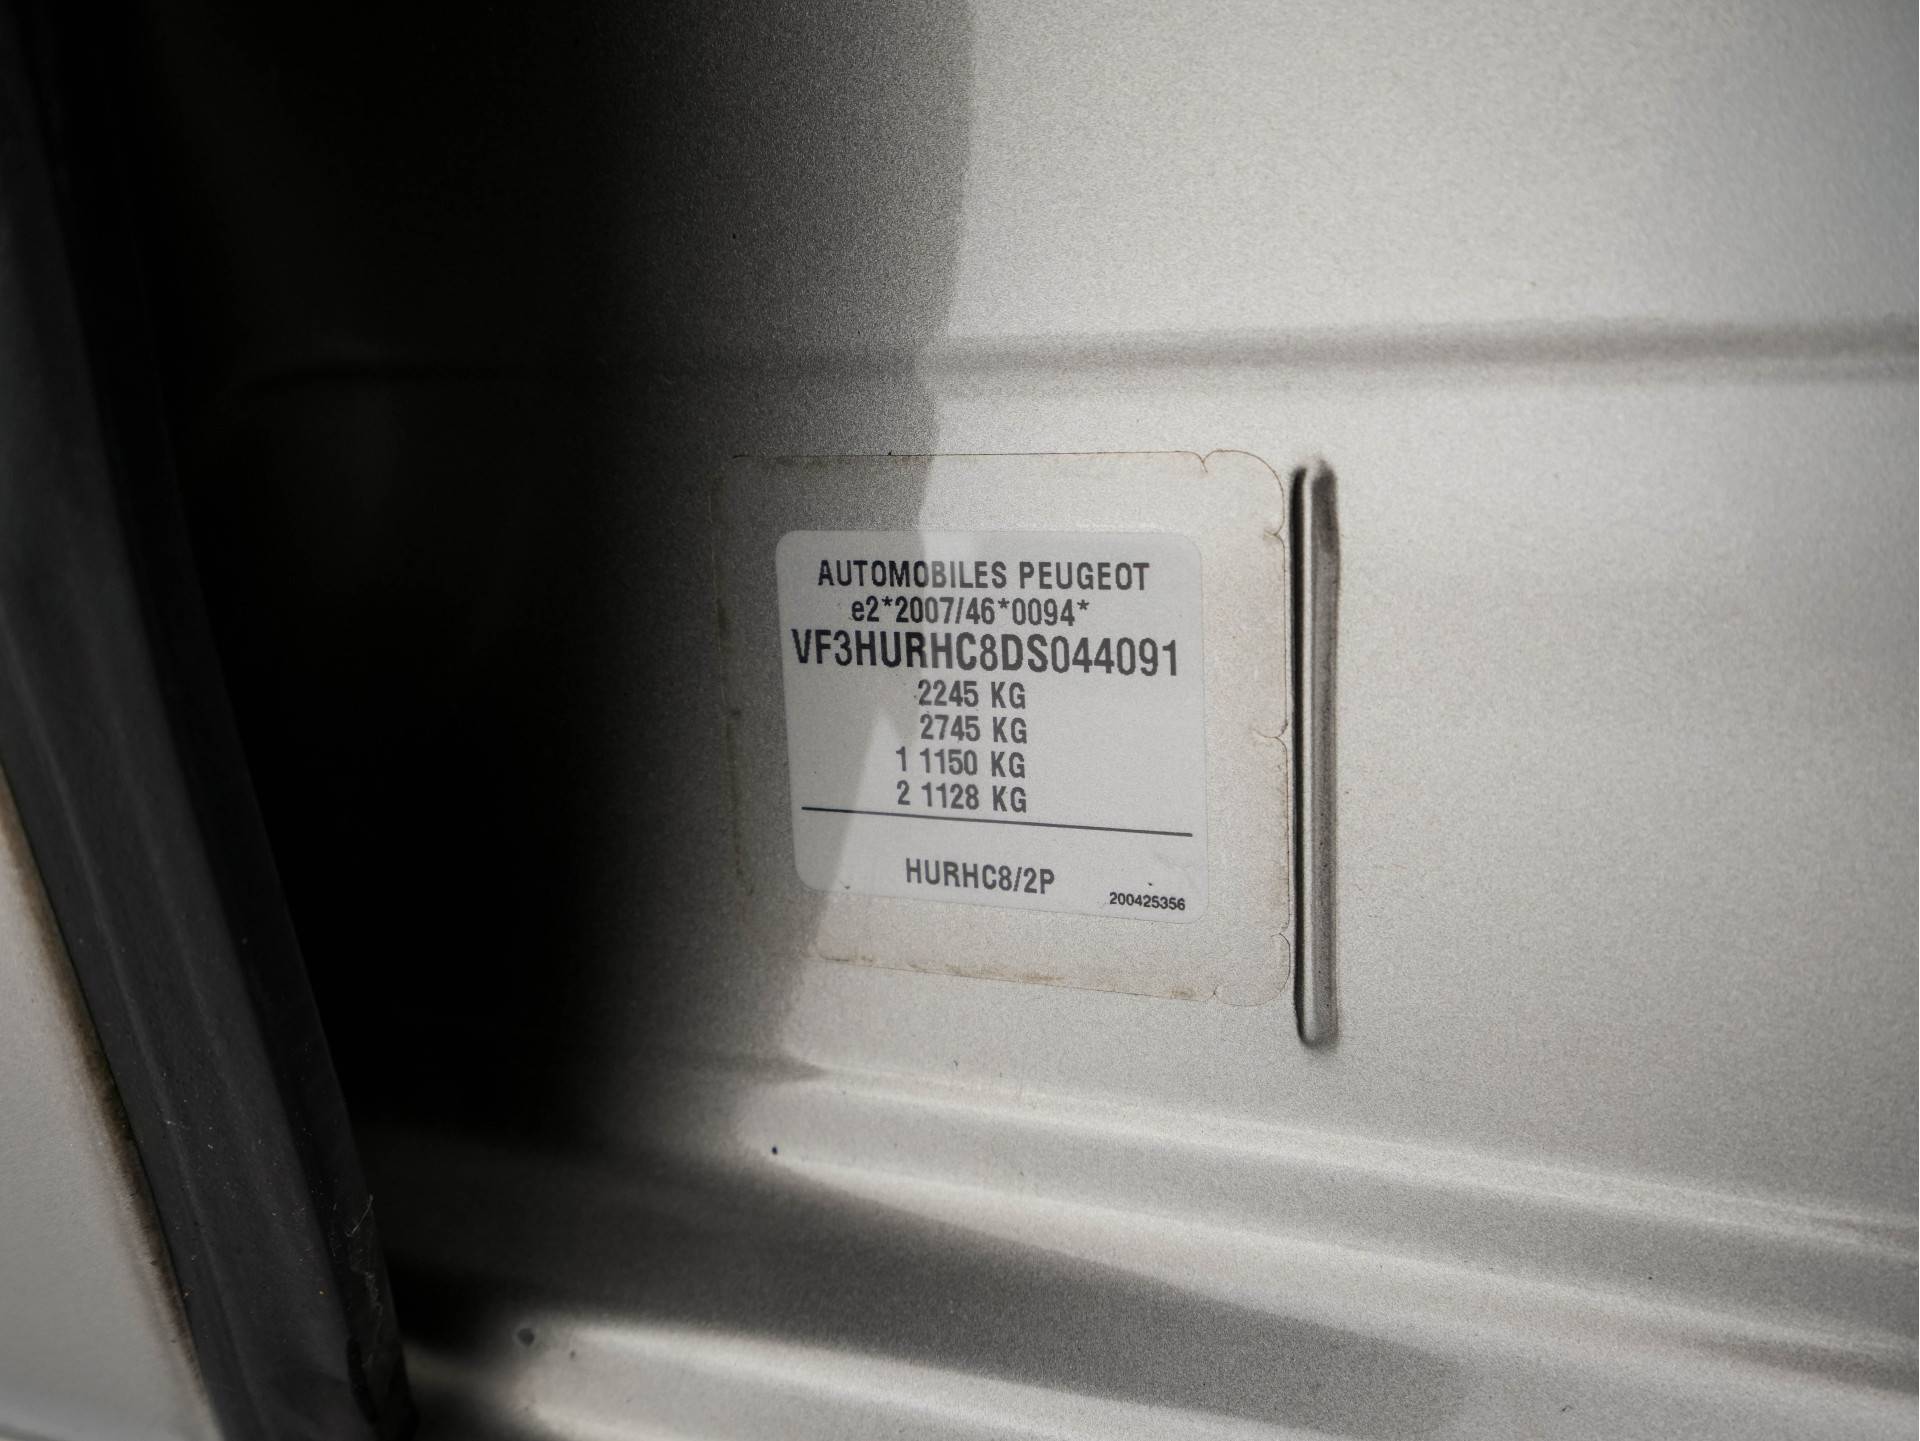 AUTOMOBILES PEUGEOT
e2*2007/46*0094*
VF3HURHC8DS044091
2245 KG
2745 KG
1 1150 KG
2 1128 KG
HURHC8/2P
200425356